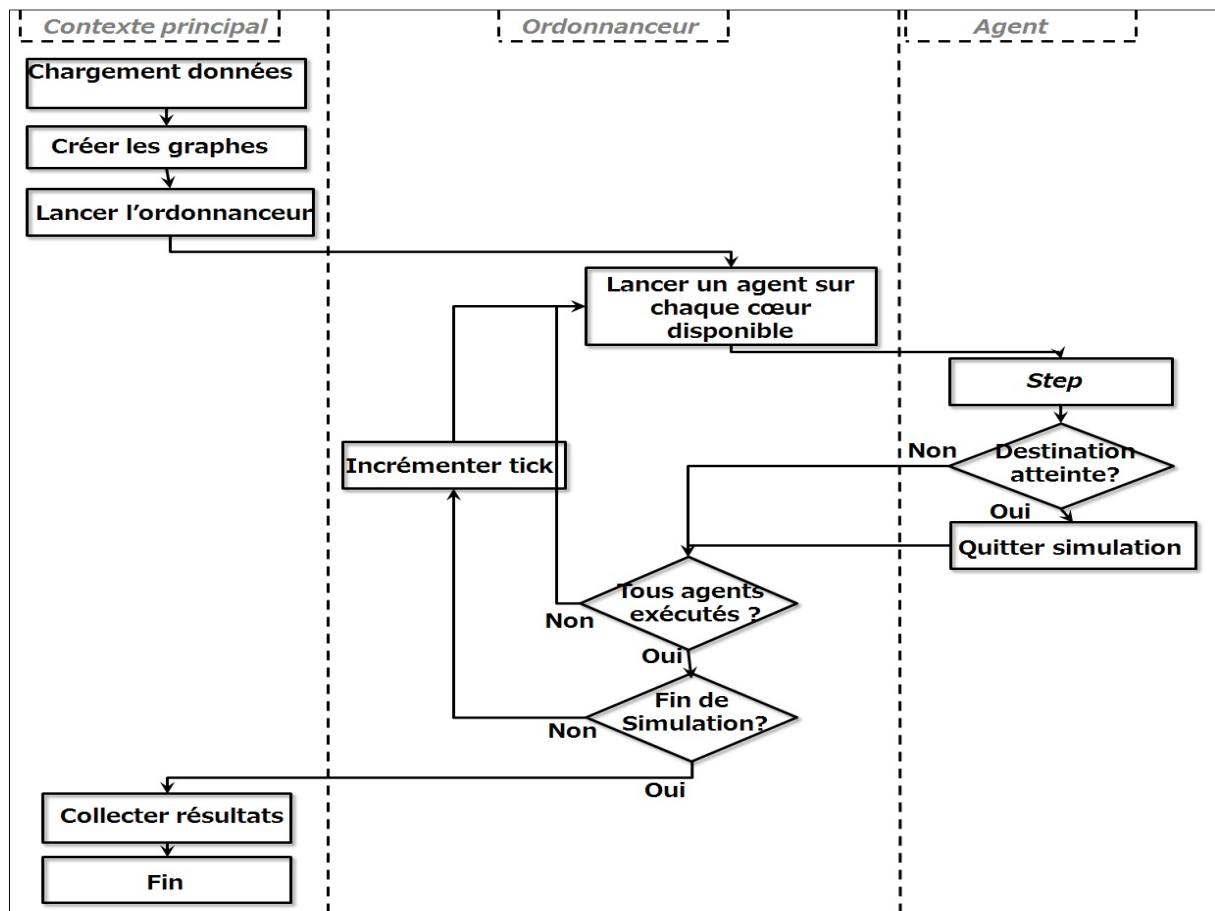 Contexte principal
Ordonnanceur
Agent
Chargement données
Créer les graphes
Lancer l’ordonnanceur
Lancer un agent sur
chaque cœur
disponible
Step
Destination
atteinte?
Non
Oui
Incrémenter tick
Quitter simulation
Tous agents
exécutés ?
Non
Oui
Fin de
Simulation?
Non
Oui
Collecter résultats
Fin